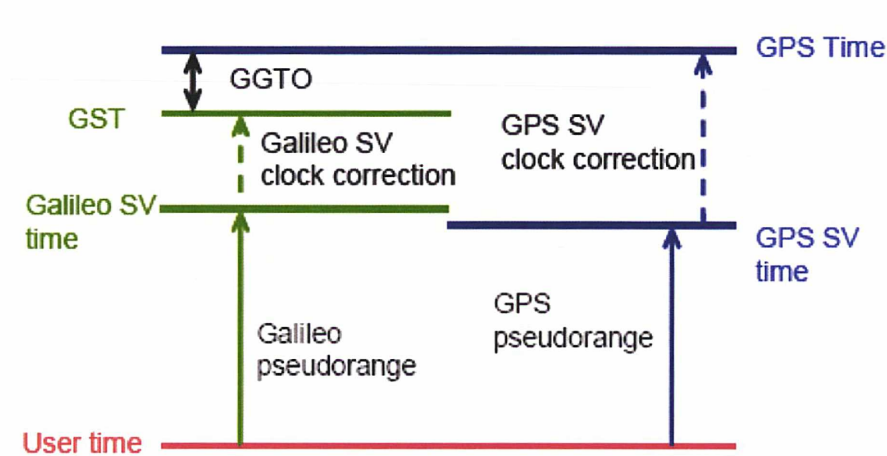 GPS Time
GGTO
GST
GPS SV
clock correction
Galileo SV
clock correction
Galileo SV
time
GPS SV
time
GPS
pseudorange
Galileo
pseudorange
User time